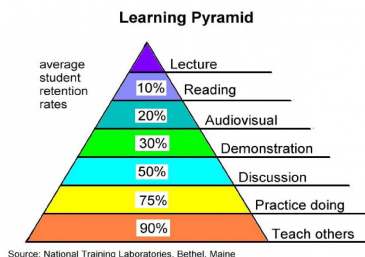 Learning Pyramid
average
student
retention
rates
Lecture
10%
Reading
20%
Audiovisual
30%
Demonstration
50%
Discussion
75%
Practice doing
90%
Teach others
Source: National Training Laboratories, Bethel, Maine